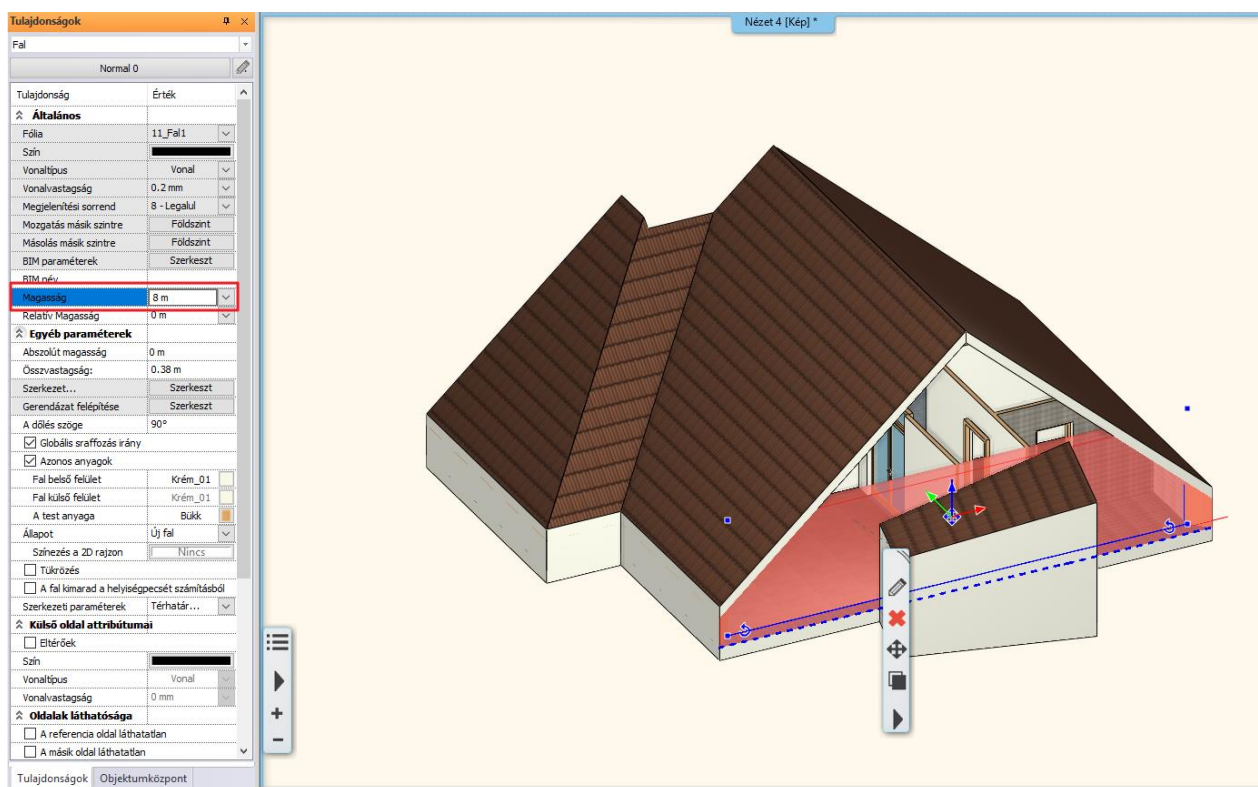 Tulajdonságok
Nézet 4 [Kép] *
Fal
Normal 0
Tulajdonság Érték
Általános
Fólia 11_Fal1
Szín
Vonaltípus Vonal
Vonalvastagság 0.2 mm
Megjelenítési sorrend 8 - Legalul
Mozgatás másik szintre Földszint
Másolás másik szintre Földszint
BIM paraméterek Szerkeszt
BIM név
Magasság 8 m
Relatív Magasság 0 m
Egyéb paraméterek
Abszolút magasság 0 m
Összvastagság: 0.38 m
Szerkezet... Szerkeszt
Gerendázat felépítése Szerkeszt
A dőlés szöge 90°
Globális sraffozás irány
Azonos anyagok
Fal belső felület Krém_01
Fal külső felület Krém_01
A test anyaga Bükk
Állapot Új fal
Színezés a 2D rajzon Nincs
Tükrözés
A fal kimarad a helyiségpecsét számításból
Szerkezeti paraméterek Térhatár...
Külső oldal attribútumai
Eltérőek
Szín
Vonaltípus Vonal
Vonalvastagság 0 mm
Oldalak láthatósága
A referencia oldal láthatatlan
A másik oldal láthatatlan
Tulajdonságok Objektumközpont